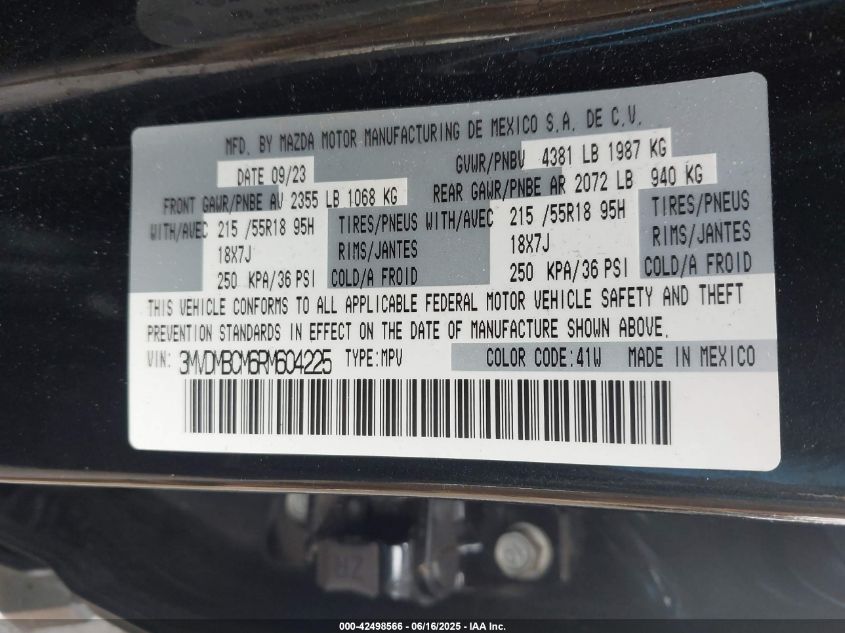 MFD. BY MAZDA MOTOR MANUFACTURING DE MEXICO S.A. DE C.V.
DATE 09/23 GVWR/PNBV 4381 LB 1987 KG
FRONT GAWR/PNBE AV 2355 LB 1068 KG REAR GAWR/PNBE AR 2072 LB 940 KG
WITH/AVEC 215 /55R18 95H TIRES/PNEUS WITH/AVEC 215 /55R18 95H TIRES/PNEUS
18X7J RIMS/JANTES 18X7J RIMS/JANTES
250 KPA/36 PSI COLD/A FROID 250 KPA/36 PSI COLD/A FROID
THIS VEHICLE CONFORMS TO ALL APPLICABLE FEDERAL MOTOR VEHICLE SAFETY AND THEFT
PREVENTION STANDARDS IN EFFECT ON THE DATE OF MANUFACTURE SHOWN ABOVE.
VIN: 3MVDMBCM6RM604225 TYPE:MPV COLOR CODE:41W MADE IN MEXICO
ZR
000-42498566 - 06/16/2025 - IAA Inc.